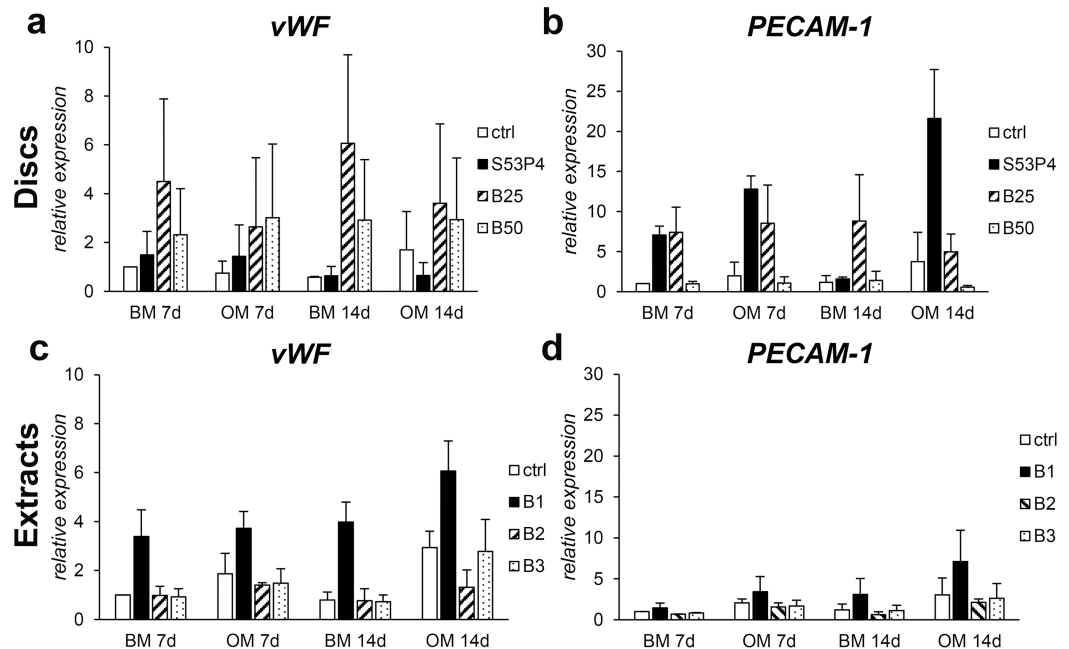 a
vWF
Discs
relative expression
10
8
6
4
2
0
BM 7d
OM 7d
BM 14d
OM 14d
ctrl
S53P4
B25
B50
b
PECAM-1
relative expression
30
25
20
15
10
5
0
BM 7d
OM 7d
BM 14d
OM 14d
ctrl
S53P4
B25
B50
c
vWF
Extracts
relative expression
10
8
6
4
2
0
BM 7d
OM 7d
BM 14d
OM 14d
ctrl
B1
B2
B3
d
PECAM-1
relative expression
30
25
20
15
10
5
0
BM 7d
OM 7d
BM 14d
OM 14d
ctrl
B1
B2
B3